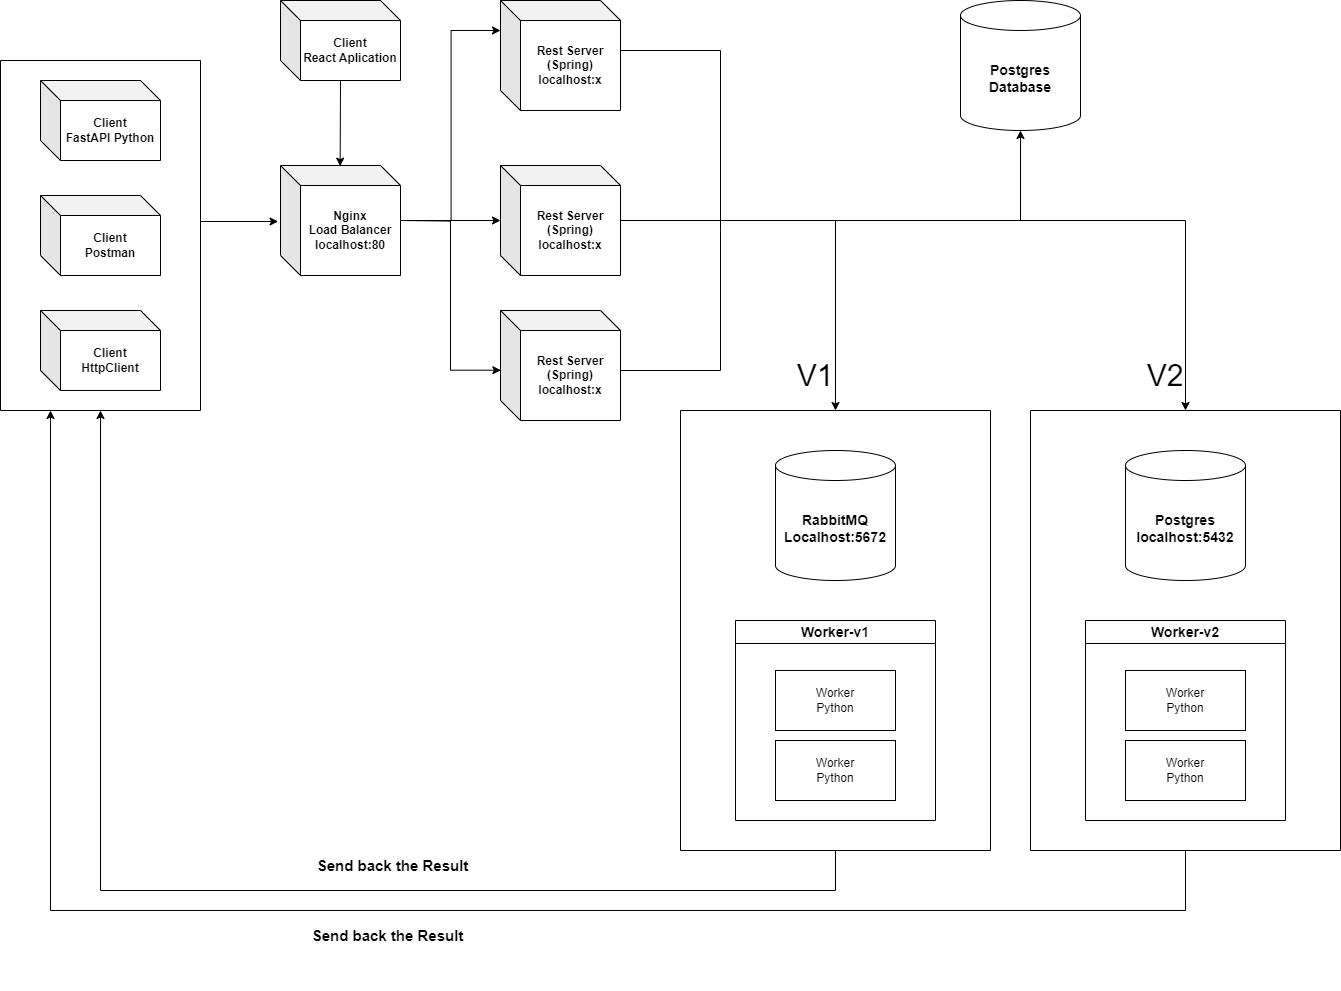 Client
React Aplication
Rest Server
(Spring)
localhost:x
Postgres
Database
Client
FastAPI Python
Nginx
Load Balancer
localhost:80
Rest Server
(Spring)
localhost:x
Client
Postman
Client
HttpClient
Rest Server
(Spring)
localhost:x
V1
V2
RabbitMQ
Localhost:5672
Postgres
localhost:5432
Worker-v1
Worker
Python
Worker
Python
Worker-v2
Worker
Python
Worker
Python
Send back the Result
Send back the Result